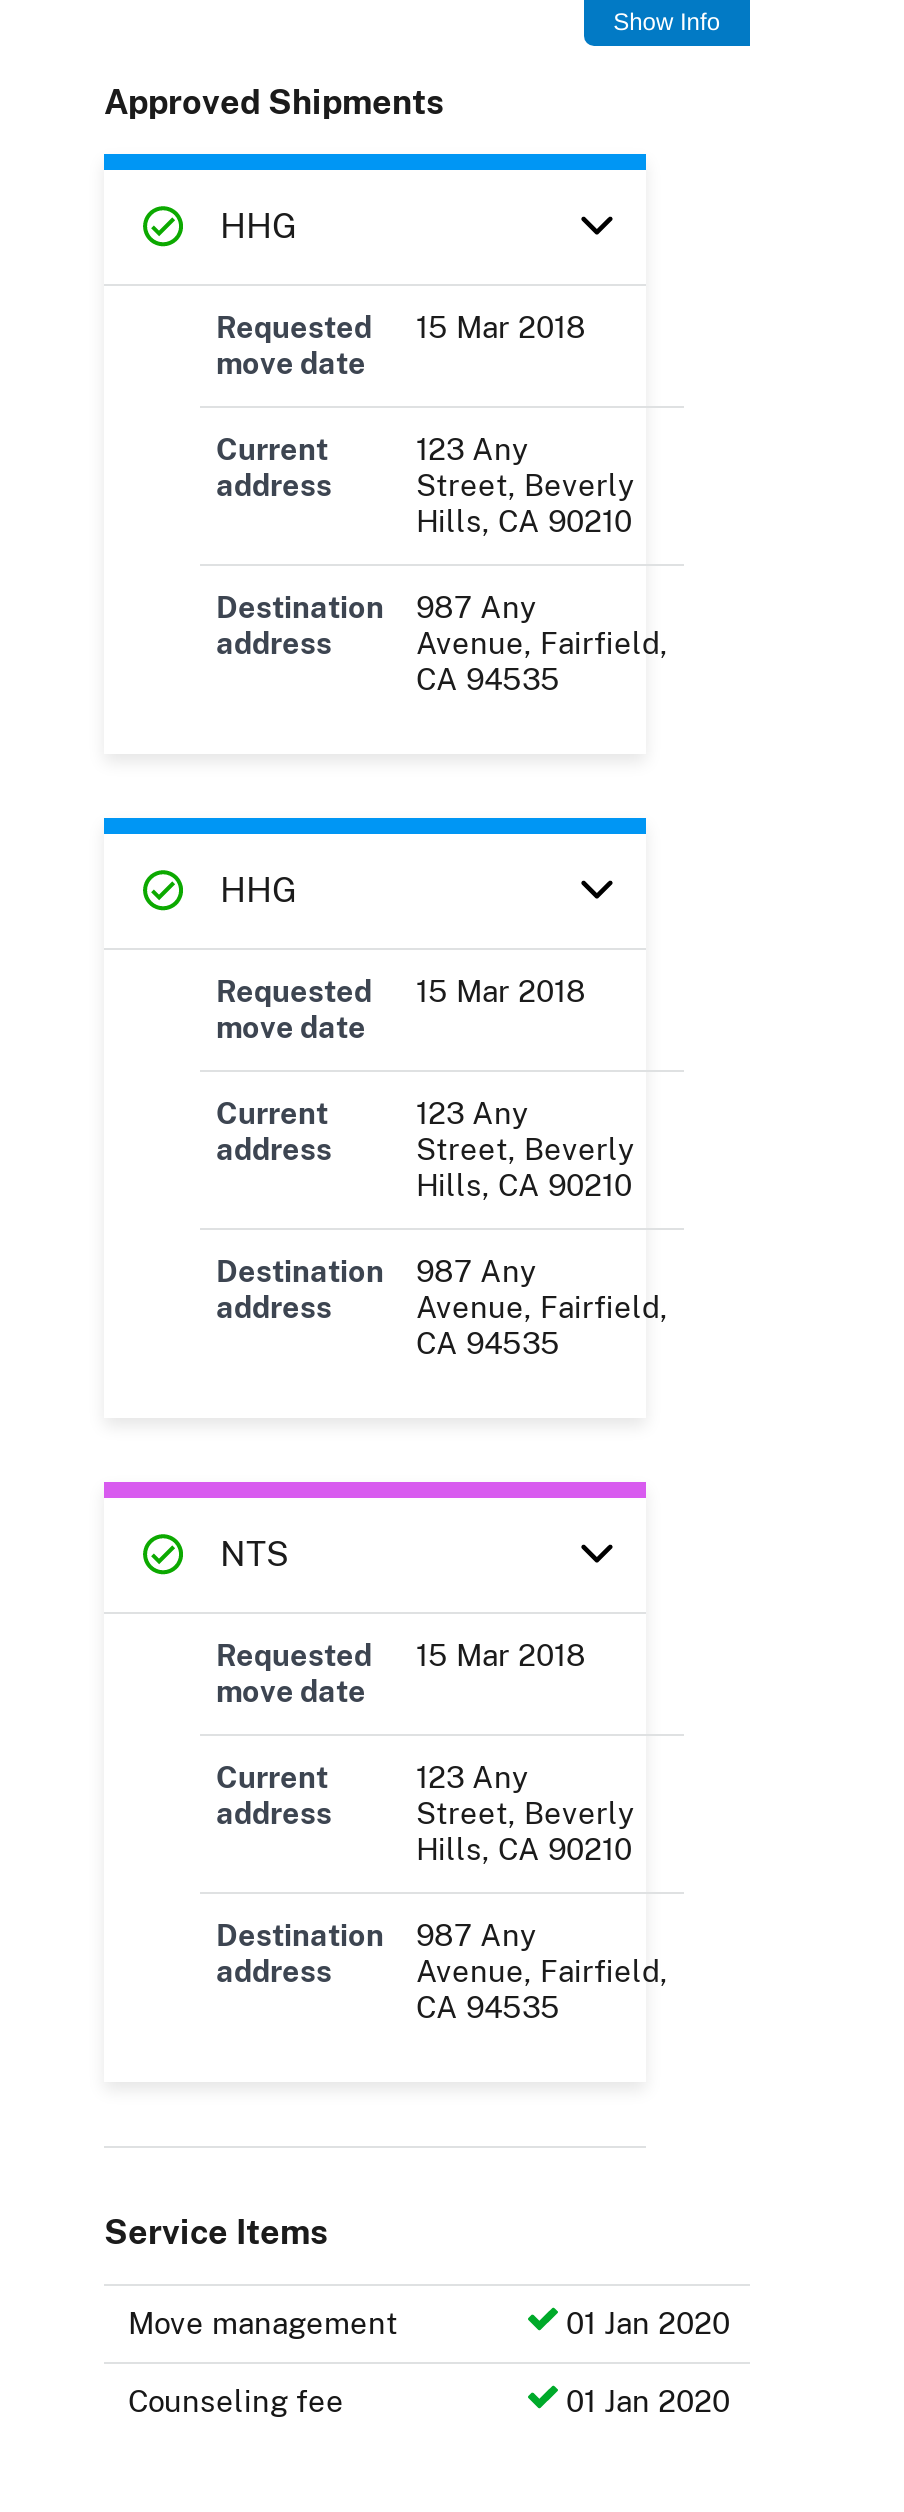 Show Info
Approved Shipments
HHG
Requested 15 Mar 2018
move date
Current 123 Any
address Street, Beverly
Hills, CA 90210
Destination 987 Any
address Avenue, Fairfield,
CA 94535
HHG
Requested 15 Mar 2018
move date
Current 123 Any
address Street, Beverly
Hills, CA 90210
Destination 987 Any
address Avenue, Fairfield,
CA 94535
NTS
Requested 15 Mar 2018
move date
Current 123 Any
address Street, Beverly
Hills, CA 90210
Destination 987 Any
address Avenue, Fairfield,
CA 94535
Service Items
Move management 01 Jan 2020
Counseling fee 01 Jan 2020